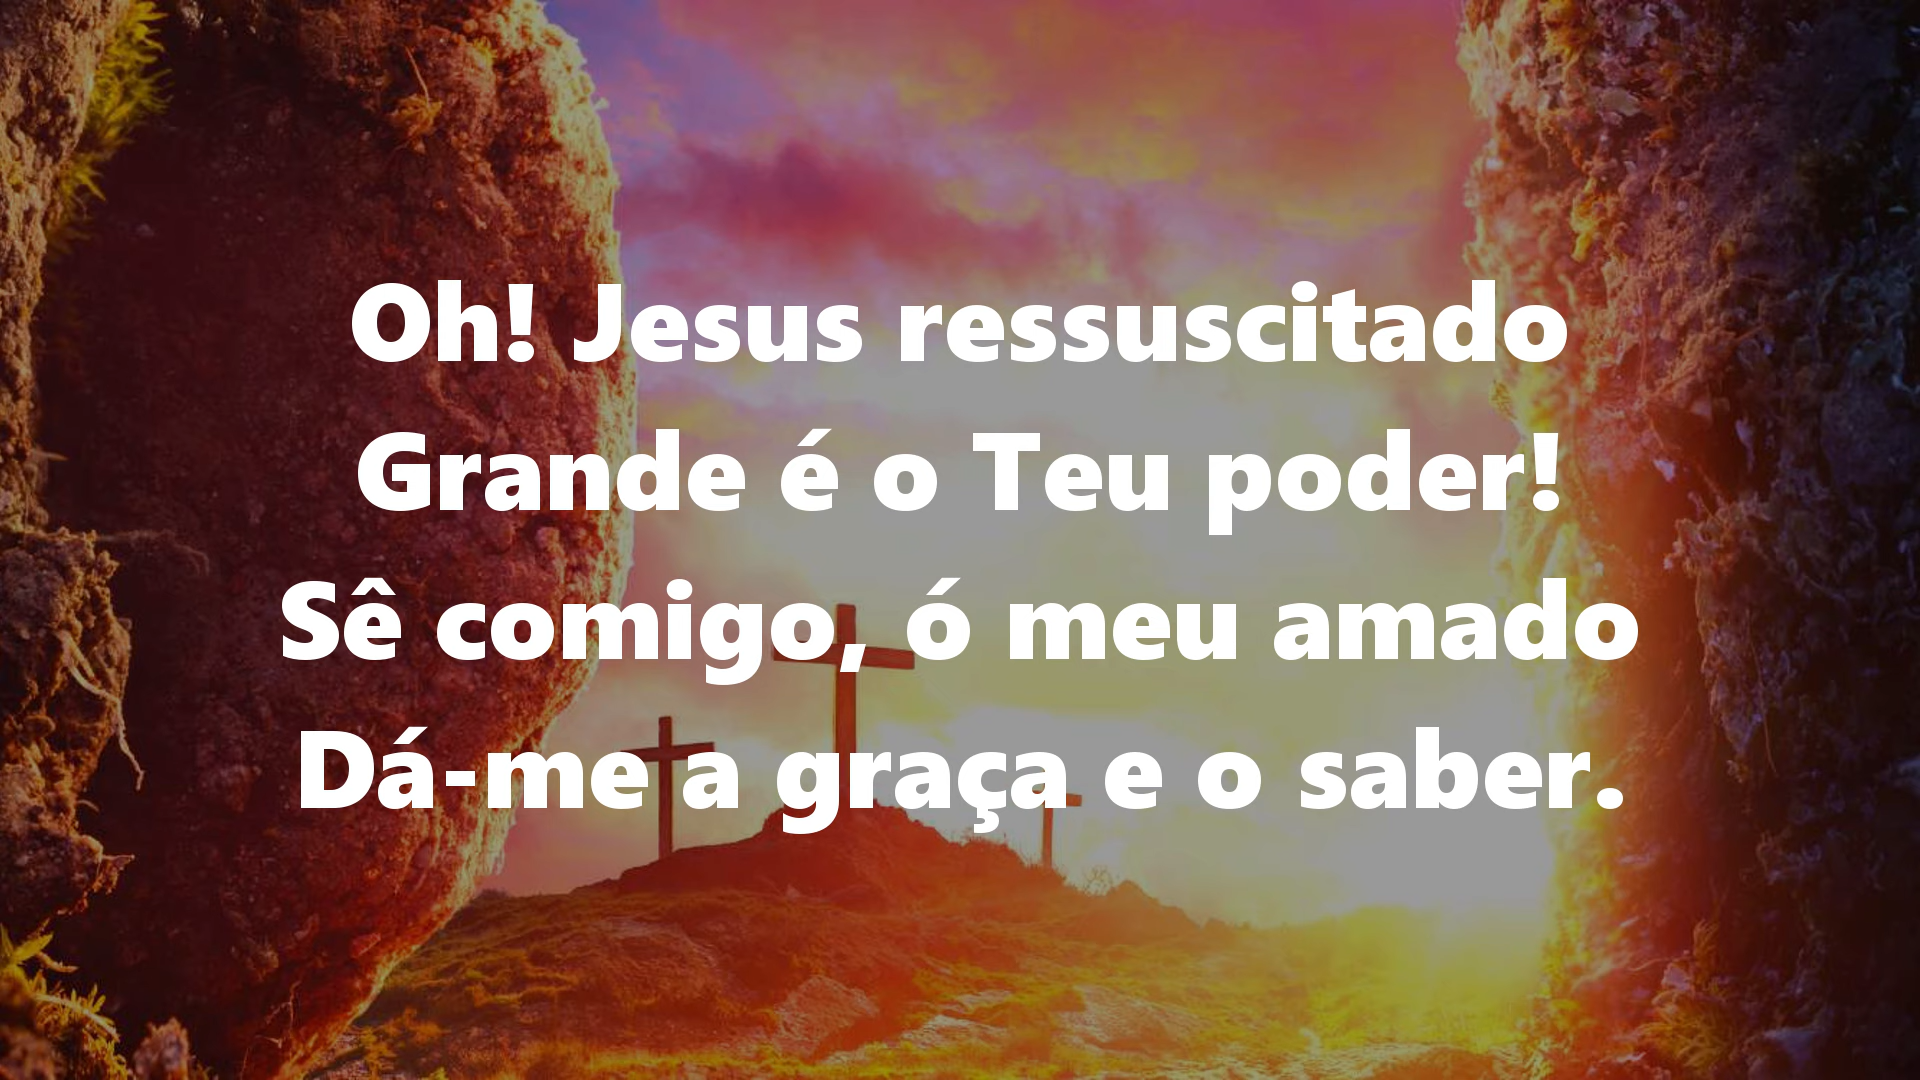 Oh! Jesus ressuscitado
Grande é o Teu poder!
Sê comigo, ó meu amado
Dá-me a graça e o saber.